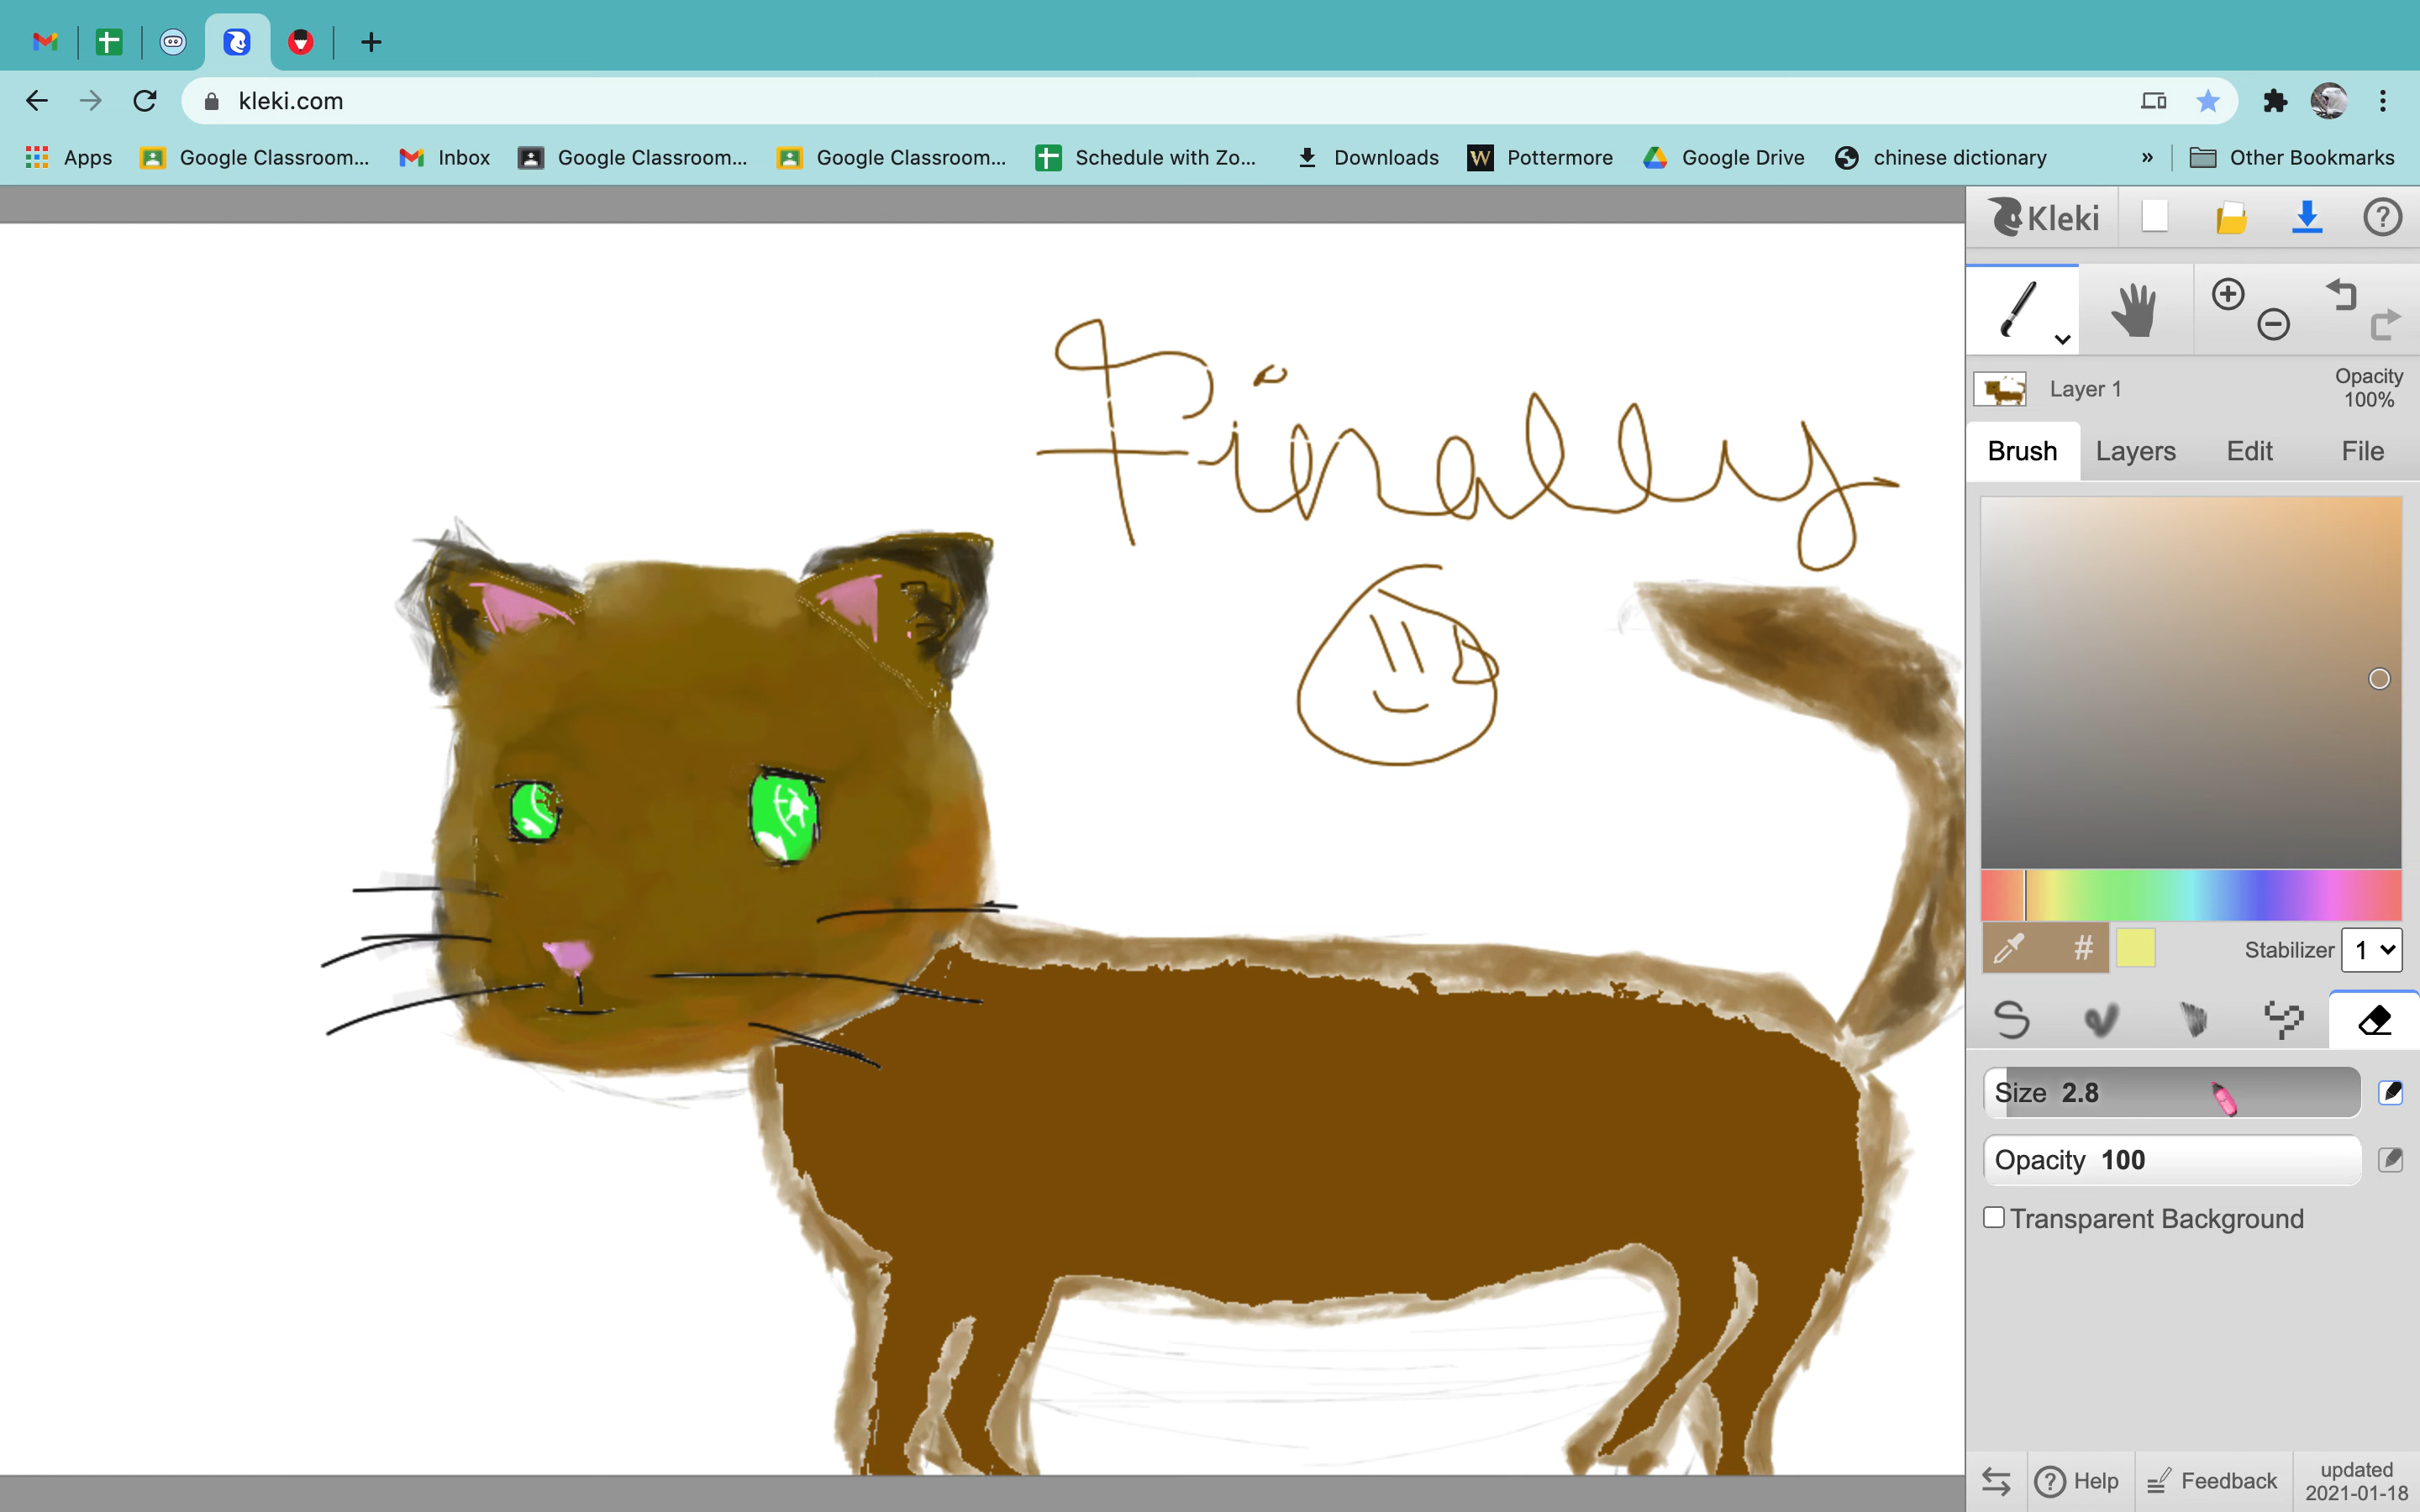 kleki.com
Apps
Google Classroom...
Inbox
Google Classroom...
Google Classroom...
Schedule with Zo...
Downloads
W
Pottermore
Google Drive
chinese dictionary
»
Other Bookmarks
Kleki
Layer 1
Opacity
100%
Brush
Layers
Edit
File
Finally
#
Stabilizer
1
Size 2.8
Opacity 100
Transparent Background
Help
Feedback
updated
2021-01-18